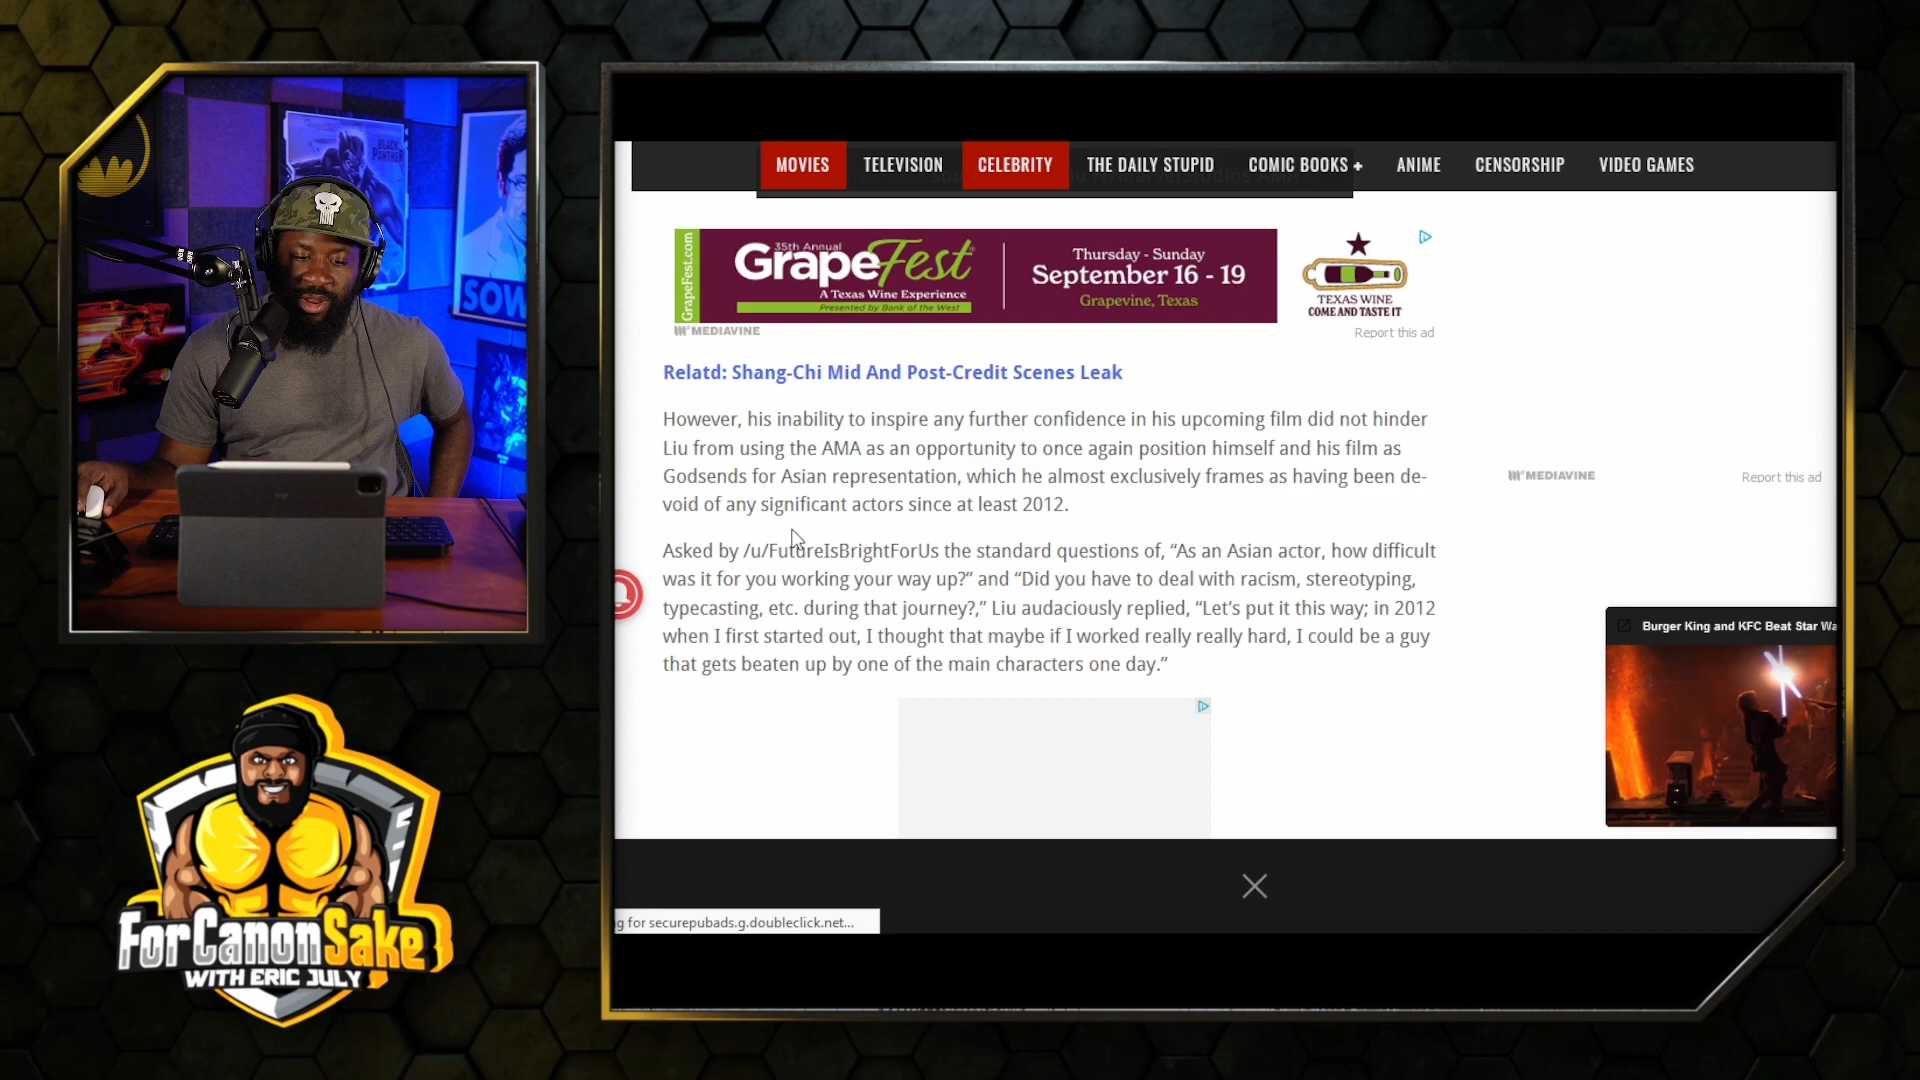 BLACK
PANTHER
SOW
ForCanonSake
WITH ERIC JULY
MOVIES
TELEVISION
CELEBRITY
THE DAILY STUPID
COMIC BOOKS +
ANIME
CENSORSHIP
VIDEO GAMES
GrapeFest.com
35th Annual
GrapeFest
A Texas Wine Experience
Presented by Bank of the West
Thursday - Sunday
September 16 - 19
Grapevine, Texas
TEXAS WINE
COME AND TASTE IT
MEDIAVINE
Report this ad
Relatd: Shang-Chi Mid And Post-Credit Scenes Leak
However, his inability to inspire any further confidence in his upcoming film did not hinder
Liu from using the AMA as an opportunity to once again position himself and his film as
Godsends for Asian representation, which he almost exclusively frames as having been de-
void of any significant actors since at least 2012.
MEDIAVINE
Report this ad
Asked by /u/FutureIsBrightForUs the standard questions of, “As an Asian actor, how difficult
was it for you working your way up?” and “Did you have to deal with racism, stereotyping,
typecasting, etc. during that journey?,” Liu audaciously replied, “Let’s put it this way; in 2012
when I first started out, I thought that maybe if I worked really really hard, I could be a guy
that gets beaten up by one of the main characters one day.”
Burger King and KFC Beat Star Wa
g for securepubads.g.doubleclick.net...